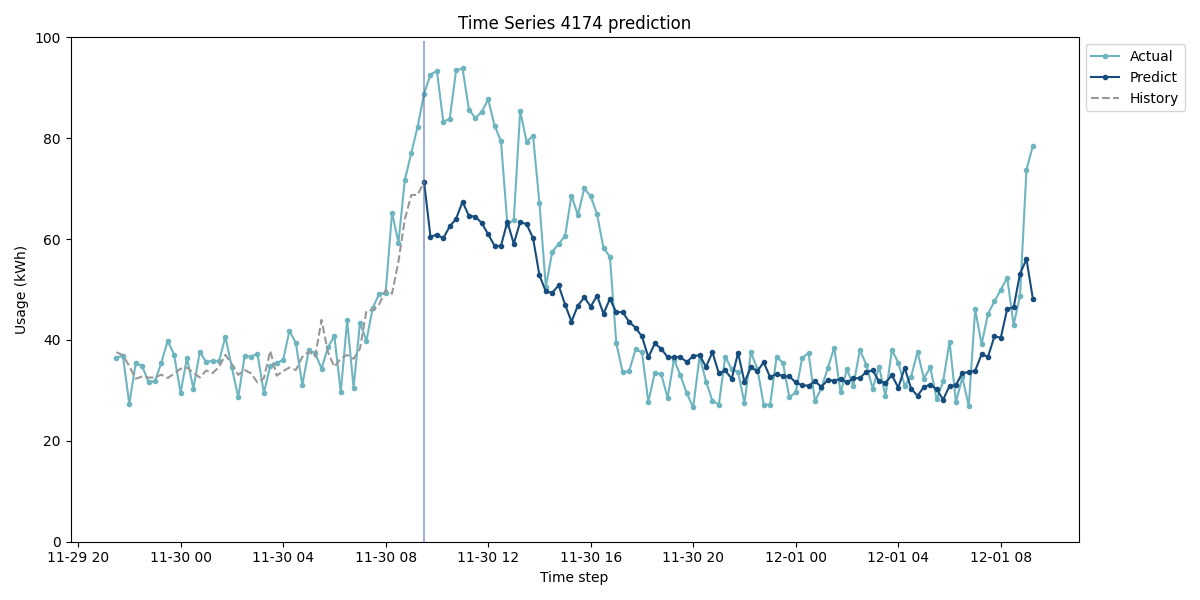 Time Series 4174 prediction
100
80
60
40
20
0
Usage (kWh)
11-29 20
11-30 00
11-30 04
11-30 08
11-30 12
11-30 16
11-30 20
12-01 00
12-01 04
12-01 08
Time step
Actual
Predict
History